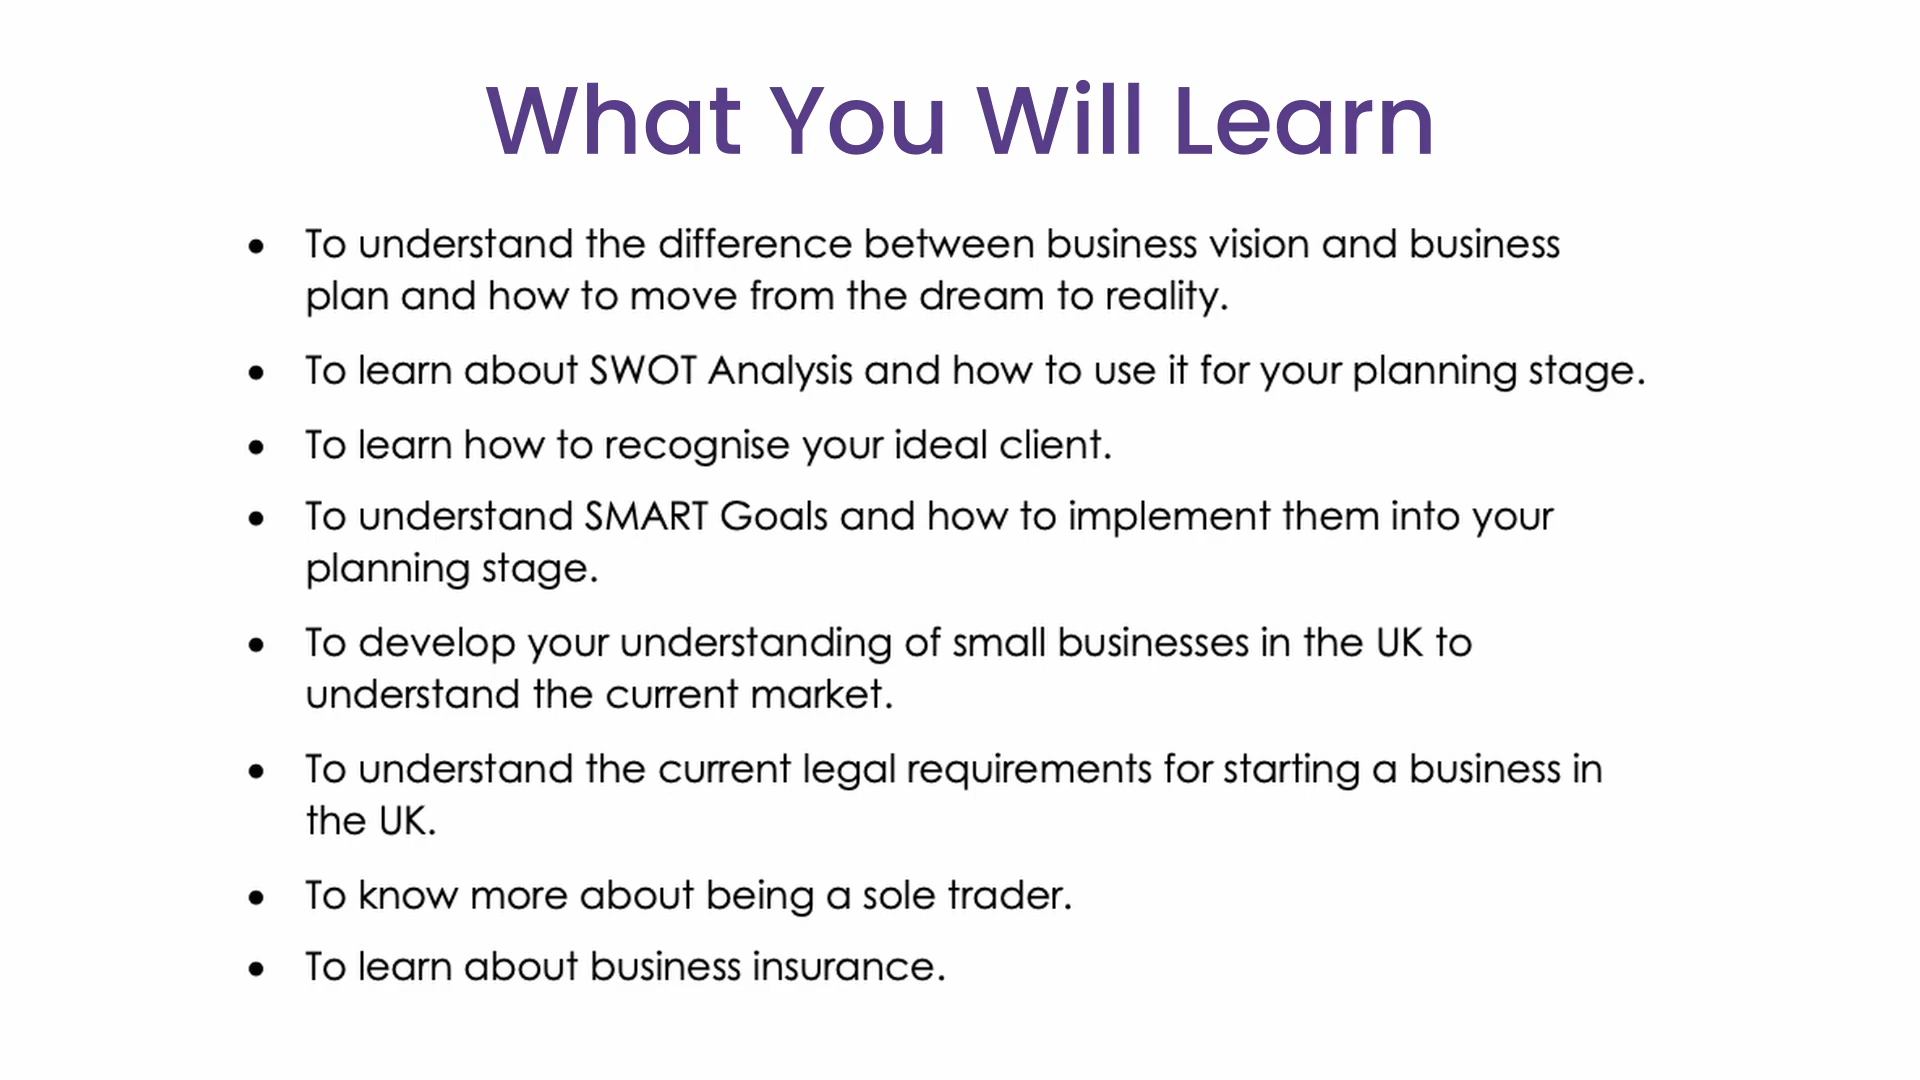 What You Will Learn
• To understand the difference between business vision and business
plan and how to move from the dream to reality.
• To learn about SWOT Analysis and how to use it for your planning stage.
• To learn how to recognise your ideal client.
• To understand SMART Goals and how to implement them into your
planning stage.
• To develop your understanding of small businesses in the UK to
understand the current market.
• To understand the current legal requirements for starting a business in
the UK.
• To know more about being a sole trader.
• To learn about business insurance.